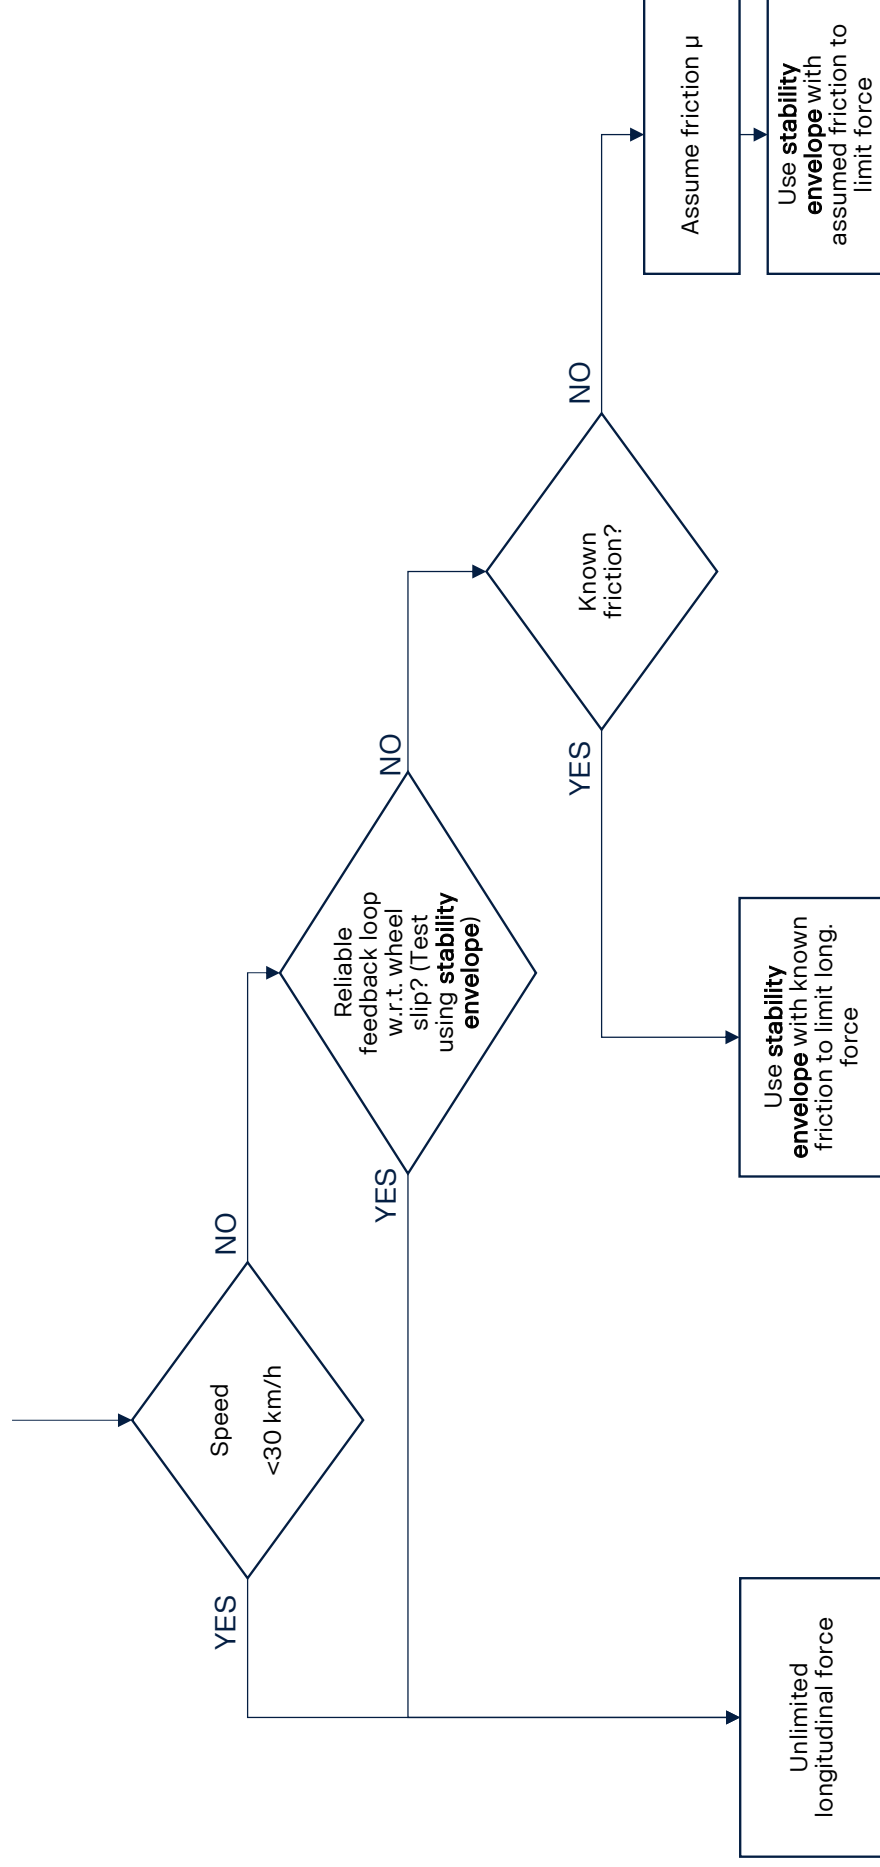 Speed
<30 km/h
YES
NO
Reliable
feedback loop
w.r.t. wheel
slip? (Test
using stability
envelope)
YES
NO
Known
friction?
YES
NO
Unlimited
longitudinal force
Use stability
envelope with known
friction to limit long.
force
Assume friction μ
Use stability
envelope with
assumed friction to
limit force